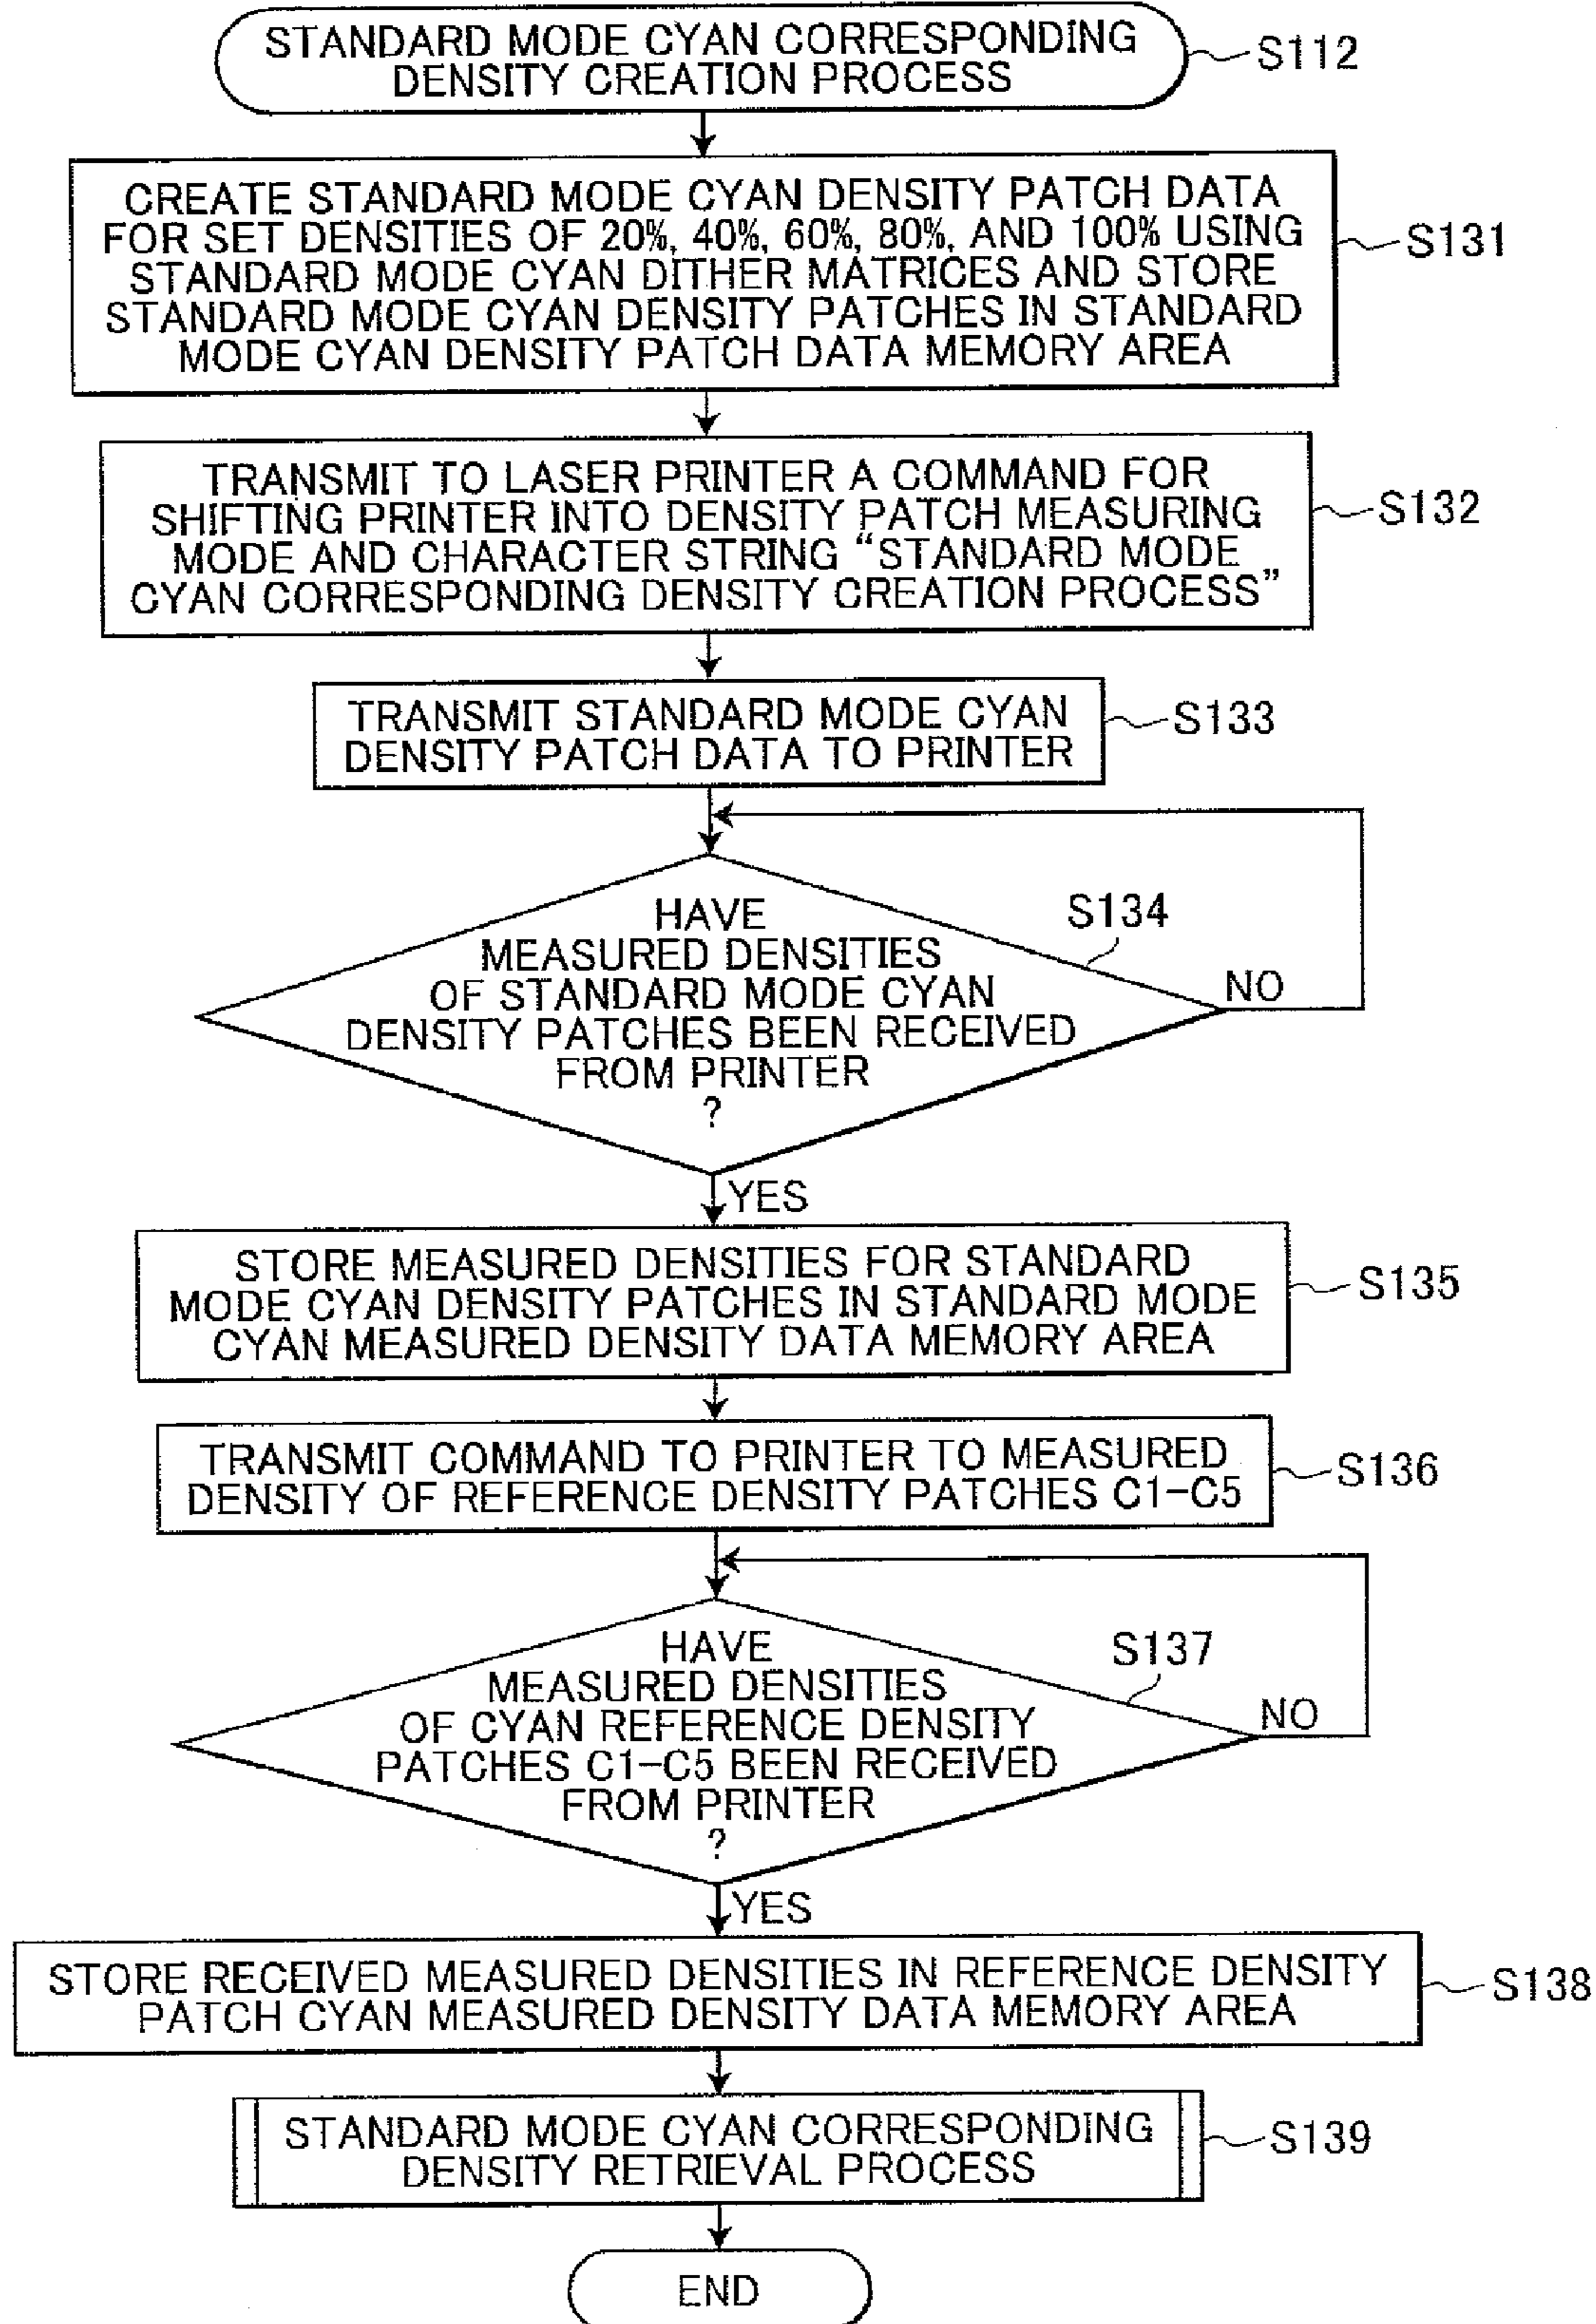 STANDARD MODE CYAN CORRESPONDING
DENSITY CREATION PROCESS
S112
CREATE STANDARD MODE CYAN DENSITY PATCH DATA
FOR SET DENSITIES OF 20%, 40%, 60%, 80%, AND 100% USING
STANDARD MODE CYAN DITHER MATRICES AND STORE
STANDARD MODE CYAN DENSITY PATCHES IN STANDARD
MODE CYAN DENSITY PATCH DATA MEMORY AREA
S131
TRANSMIT TO LASER PRINTER A COMMAND FOR
SHIFTING PRINTER INTO DENSITY PATCH MEASURING
MODE AND CHARACTER STRING “STANDARD MODE
CYAN CORRESPONDING DENSITY CREATION PROCESS”
S132
TRANSMIT STANDARD MODE CYAN
DENSITY PATCH DATA TO PRINTER
S133
HAVE
MEASURED DENSITIES
OF STANDARD MODE CYAN
DENSITY PATCHES BEEN RECEIVED
FROM PRINTER
?
S134
NO
YES
STORE MEASURED DENSITIES FOR STANDARD
MODE CYAN DENSITY PATCHES IN STANDARD MODE
CYAN MEASURED DENSITY DATA MEMORY AREA
S135
TRANSMIT COMMAND TO PRINTER TO MEASURED
DENSITY OF REFERENCE DENSITY PATCHES C1-C5
S136
HAVE
MEASURED DENSITIES
OF CYAN REFERENCE DENSITY
PATCHES C1-C5 BEEN RECEIVED
FROM PRINTER
?
S137
NO
YES
STORE RECEIVED MEASURED DENSITIES IN REFERENCE DENSITY
PATCH CYAN MEASURED DENSITY DATA MEMORY AREA
S138
STANDARD MODE CYAN CORRESPONDING
DENSITY RETRIEVAL PROCESS
S139
END